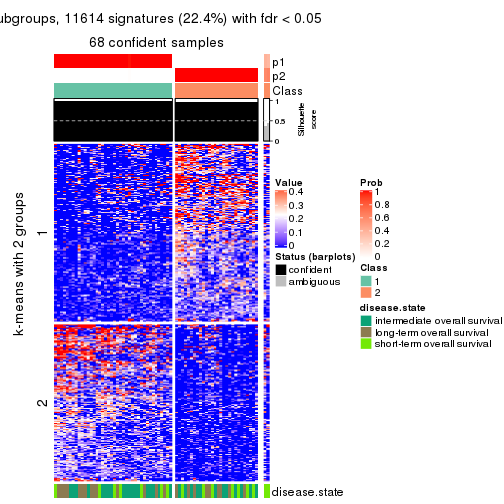 ubgroups, 11614 signatures (22.4%) with fdr < 0.05
68 confident samples
p1
p2
Class
1
0.5
0
Silhouette
score
k-means with 2 groups
1
2
Value
0.4
0.3
0.2
0.1
0
Status (barplots)
confident
ambiguous
Prob
1
0.8
0.6
0.4
0.2
0
Class
1
2
disease.state
intermediate overall survival
long-term overall survival
short-term overall survival
disease.state